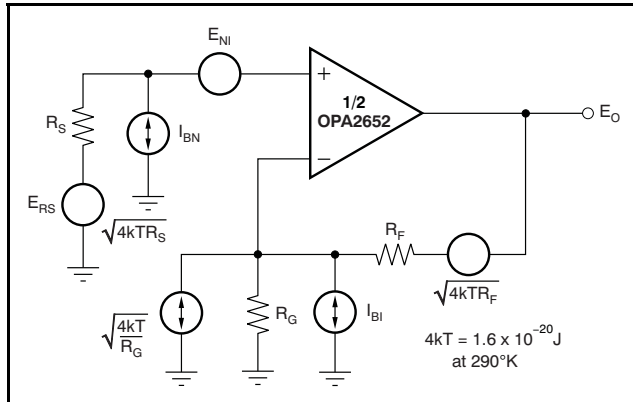 E_NI
1/2
OPA2652
+
−
E_O
R_S
I_BN
E_RS
√4kTR_S
R_F
√4kTR_F
√4kT/R_G
R_G
I_BI
4kT = 1.6 x 10^−20 J
at 290°K